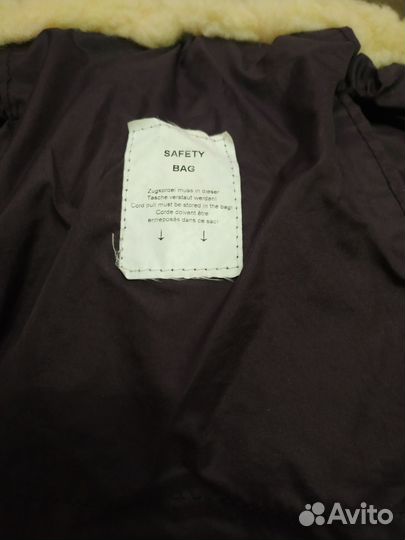 SAFETY
BAG
Zugkordel muss in dieser
Tasche verstaut werden!
Cord pull must be stored in the bag!
Corde doivent être
entreposés dans ce sac!
↓ ↓
Avito